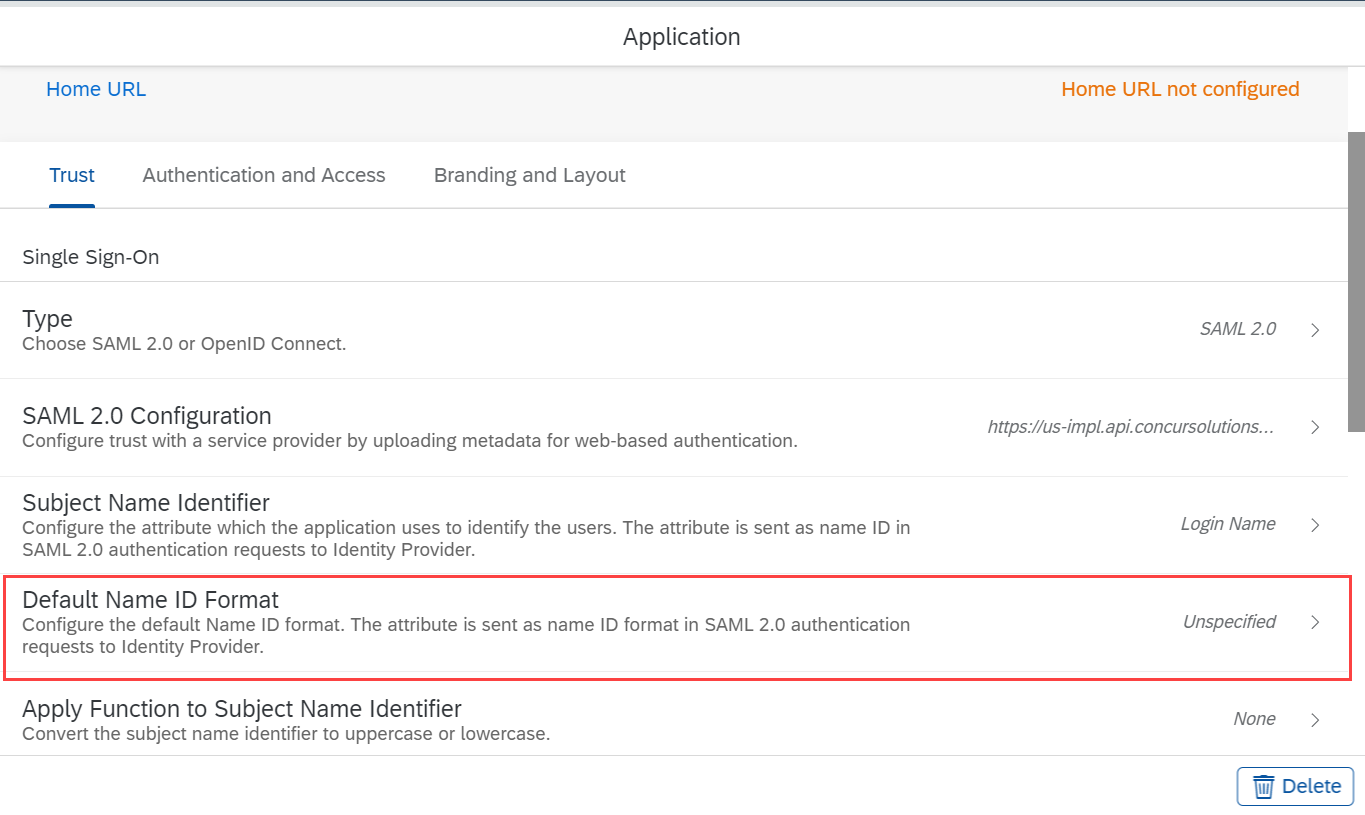 Application
Home URL
Home URL not configured
Trust
Authentication and Access
Branding and Layout
Single Sign-On
Type
Choose SAML 2.0 or OpenID Connect.
SAML 2.0
SAML 2.0 Configuration
Configure trust with a service provider by uploading metadata for web-based authentication.
https://us-impl.api.concursolutions...
Subject Name Identifier
Configure the attribute which the application uses to identify the users. The attribute is sent as name ID in
SAML 2.0 authentication requests to Identity Provider.
Login Name
Default Name ID Format
Configure the default Name ID format. The attribute is sent as name ID format in SAML 2.0 authentication
requests to Identity Provider.
Unspecified
Apply Function to Subject Name Identifier
Convert the subject name identifier to uppercase or lowercase.
None
Delete